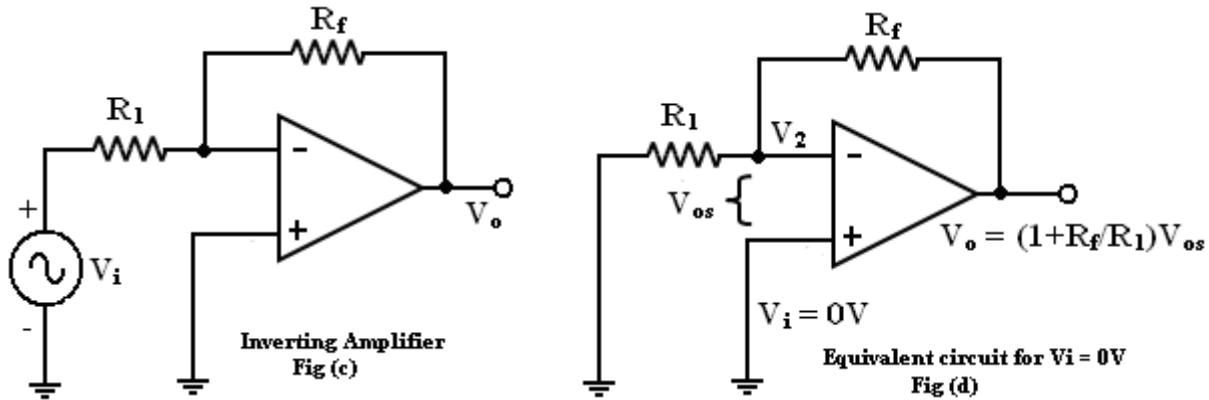 Rf
R1
−
+
Vo
+
Vi
-
Inverting Amplifier
Fig (c)
Rf
R1
V2
−
Vos
+
Vo = (1+Rf/R1)Vos
Vi = 0V
Equivalent circuit for Vi = 0V
Fig (d)